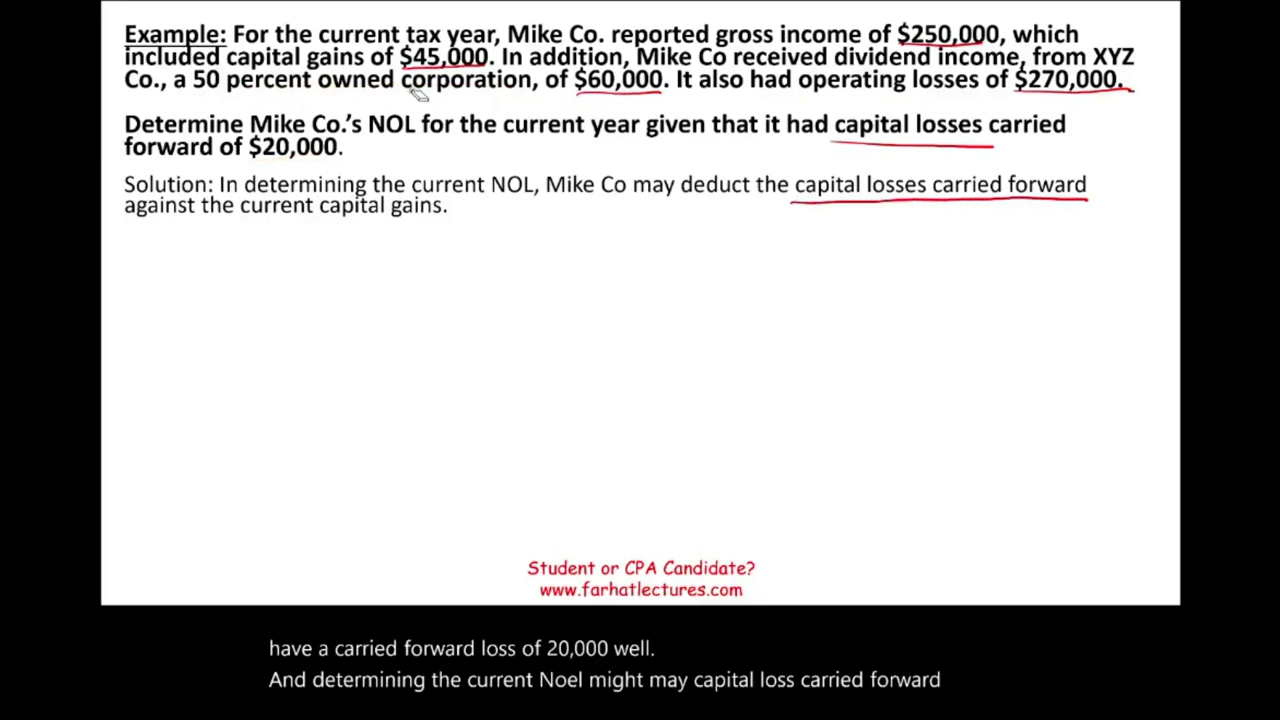 Example: For the current tax year, Mike Co. reported gross income of $250,000, which
included capital gains of $45,000. In addition, Mike Co received dividend income, from XYZ
Co., a 50 percent owned corporation, of $60,000. It also had operating losses of $270,000.
Determine Mike Co.'s NOL for the current year given that it had capital losses carried
forward of $20,000.
Solution: In determining the current NOL, Mike Co may deduct the capital losses carried forward
against the current capital gains.
Student or CPA Candidate?
www.farhatlectures.com
have a carried forward loss of 20,000 well.
And determining the current Noel might may capital loss carried forward